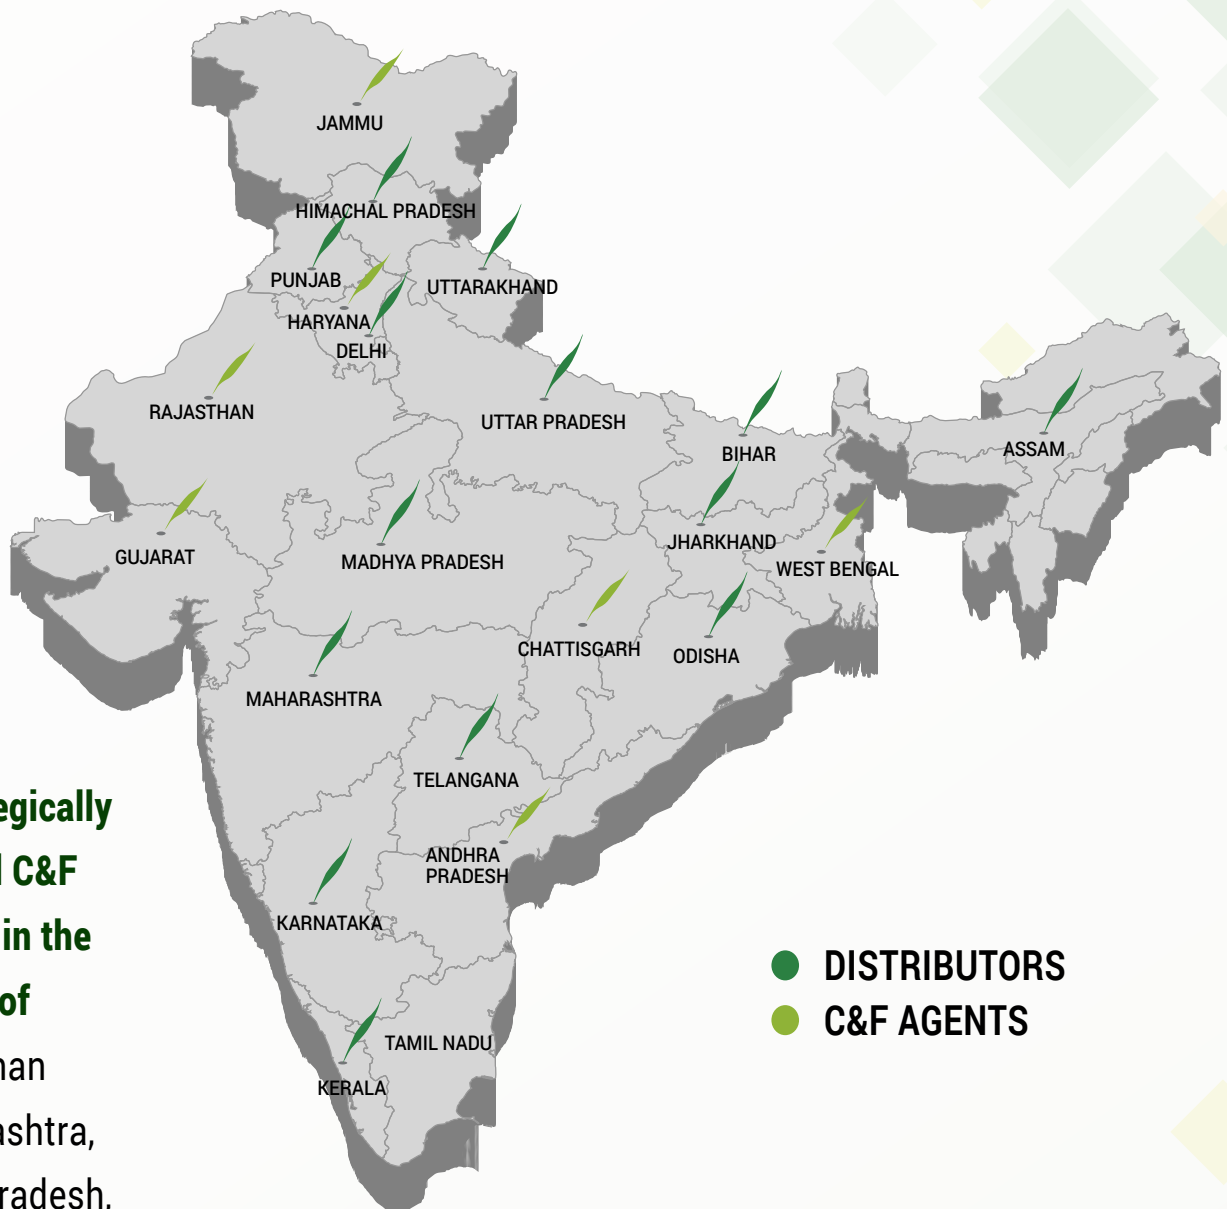 JAMMU
HIMACHAL PRADESH
PUNJAB
UTTARAKHAND
HARYANA
DELHI
RAJASTHAN
UTTAR PRADESH
BIHAR
ASSAM
GUJARAT
MADHYA PRADESH
JHARKHAND
WEST BENGAL
CHATTISGARH
ODISHA
MAHARASHTRA
TELANGANA
ANDHRA
PRADESH
KARNATAKA
TAMIL NADU
KERALA
egically
C&F
in the
of
han
ashtra,
radesh,
DISTRIBUTORS
C&F AGENTS